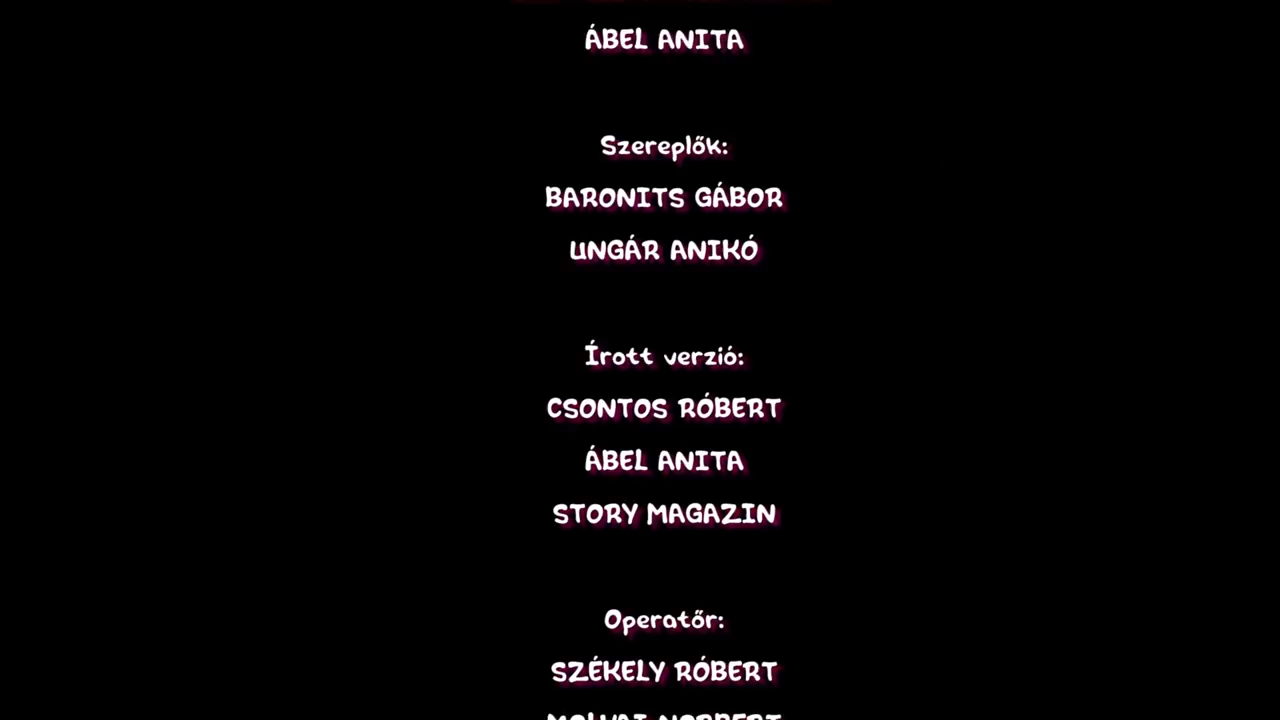 ÁBEL ANITA
Szereplők:
BARONITS GÁBOR
UNGÁR ANIKÓ
Írott verzió:
CSONTOS RÓBERT
ÁBEL ANITA
STORY MAGAZIN
Operatőr:
SZÉKELY RÓBERT